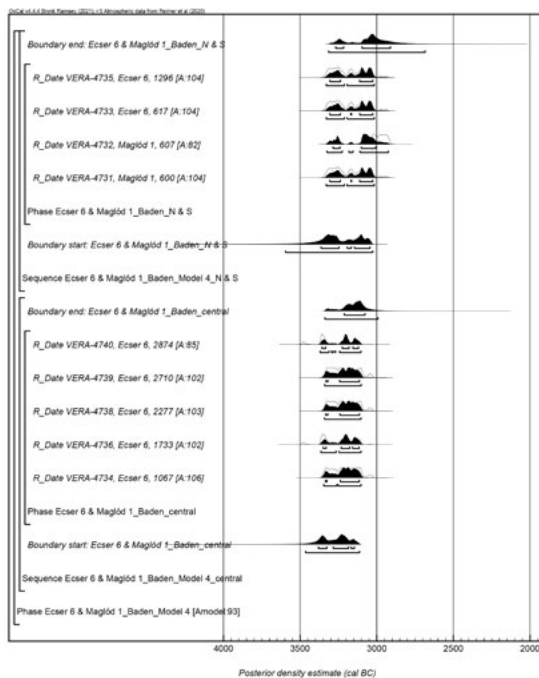 OxCal v4.4.4 Bronk Ramsey (2021); r:5 Atmospheric data from Reimer et al (2020)
Boundary end: Ecser 6 & Maglód 1_Baden_N & S
R_Date VERA-4735, Ecser 6, 1296 [A:104]
R_Date VERA-4733, Ecser 6, 617 [A:104]
R_Date VERA-4732, Maglód 1, 607 [A:82]
R_Date VERA-4731, Maglód 1, 600 [A:104]
Phase Ecser 6 & Maglód 1_Baden_N & S
Boundary start: Ecser 6 & Maglód 1_Baden_N & S
Sequence Ecser 6 & Maglód 1_Baden_Model 4_N & S
Boundary end: Ecser 6 & Maglód 1_Baden_central
R_Date VERA-4740, Ecser 6, 2874 [A:85]
R_Date VERA-4739, Ecser 6, 2710 [A:102]
R_Date VERA-4738, Ecser 6, 2277 [A:103]
R_Date VERA-4736, Ecser 6, 1733 [A:102]
R_Date VERA-4734, Ecser 6, 1067 [A:106]
Phase Ecser 6 & Maglód 1_Baden_central
Boundary start: Ecser 6 & Maglód 1_Baden_central
Sequence Ecser 6 & Maglód 1_Baden_Model 4_central
Phase Ecser 6 & Maglód 1_Baden_Model 4 [Amodel:93]
4000 3500 3000 2500 2000
Posterior density estimate (cal BC)